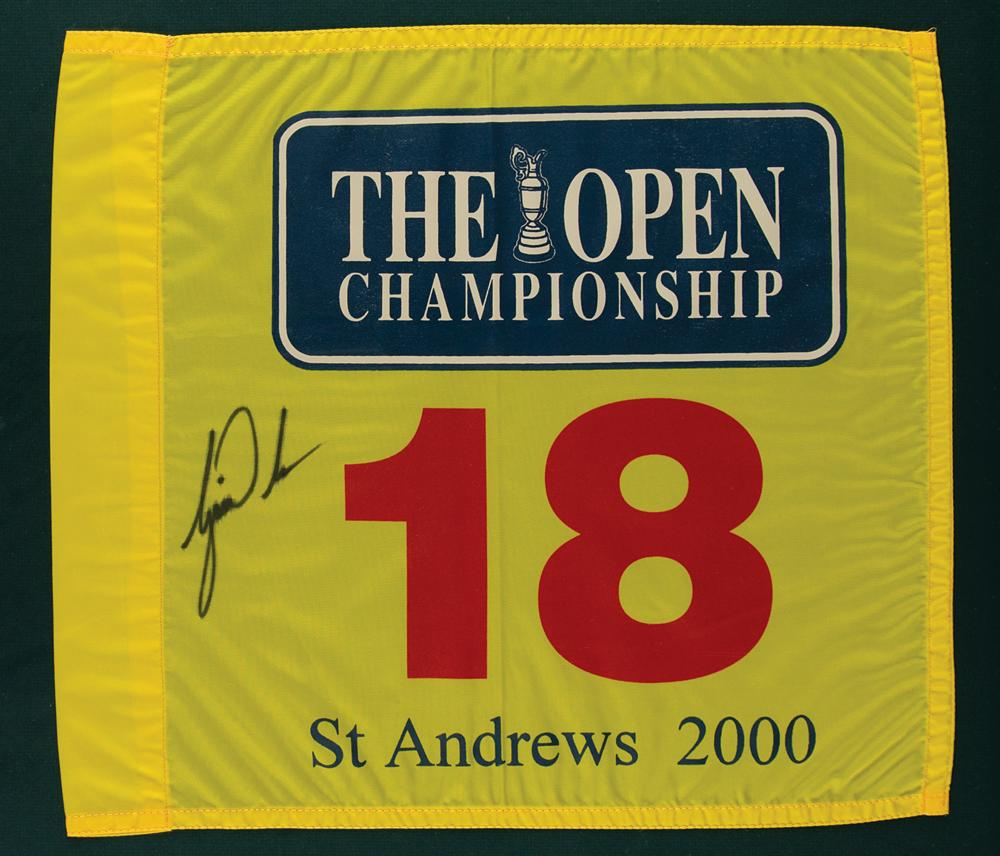 THE OPEN
CHAMPIONSHIP
18
St Andrews 2000